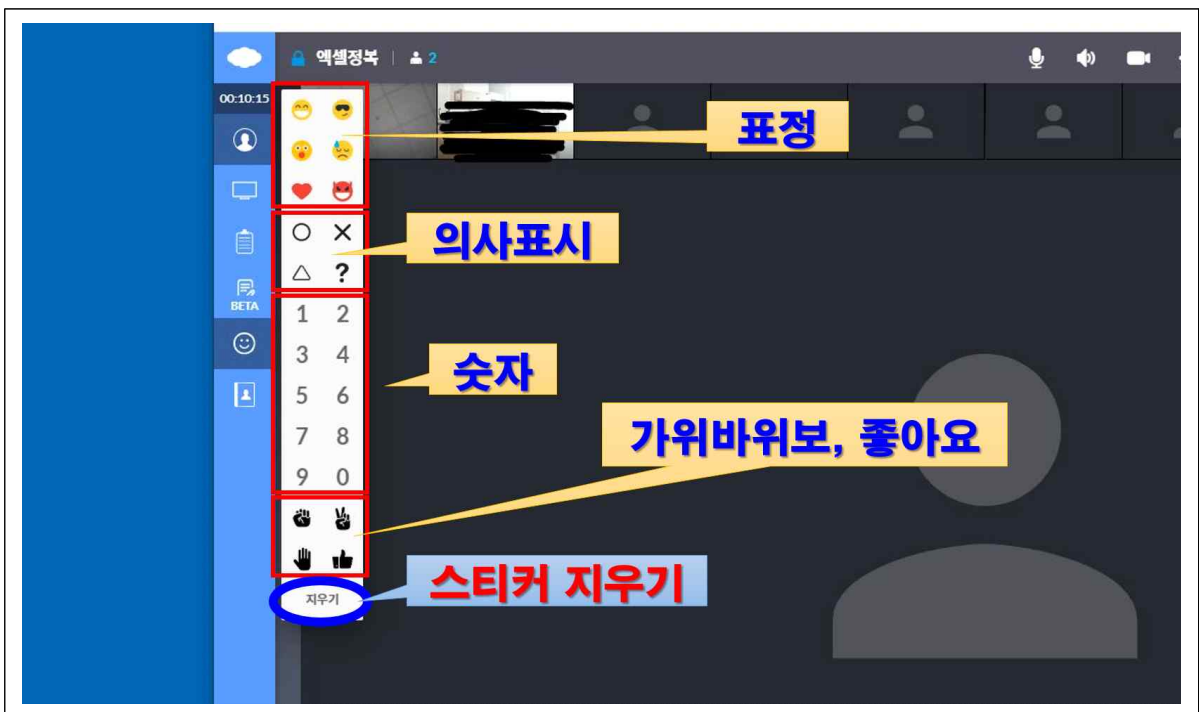 엑셀정복 2
00:10:15
표정
의사표시
?
BETA
1 2
3 4
숫자
5 6
7 8
가위바위보, 좋아요
9 0
스티커 지우기
지우기